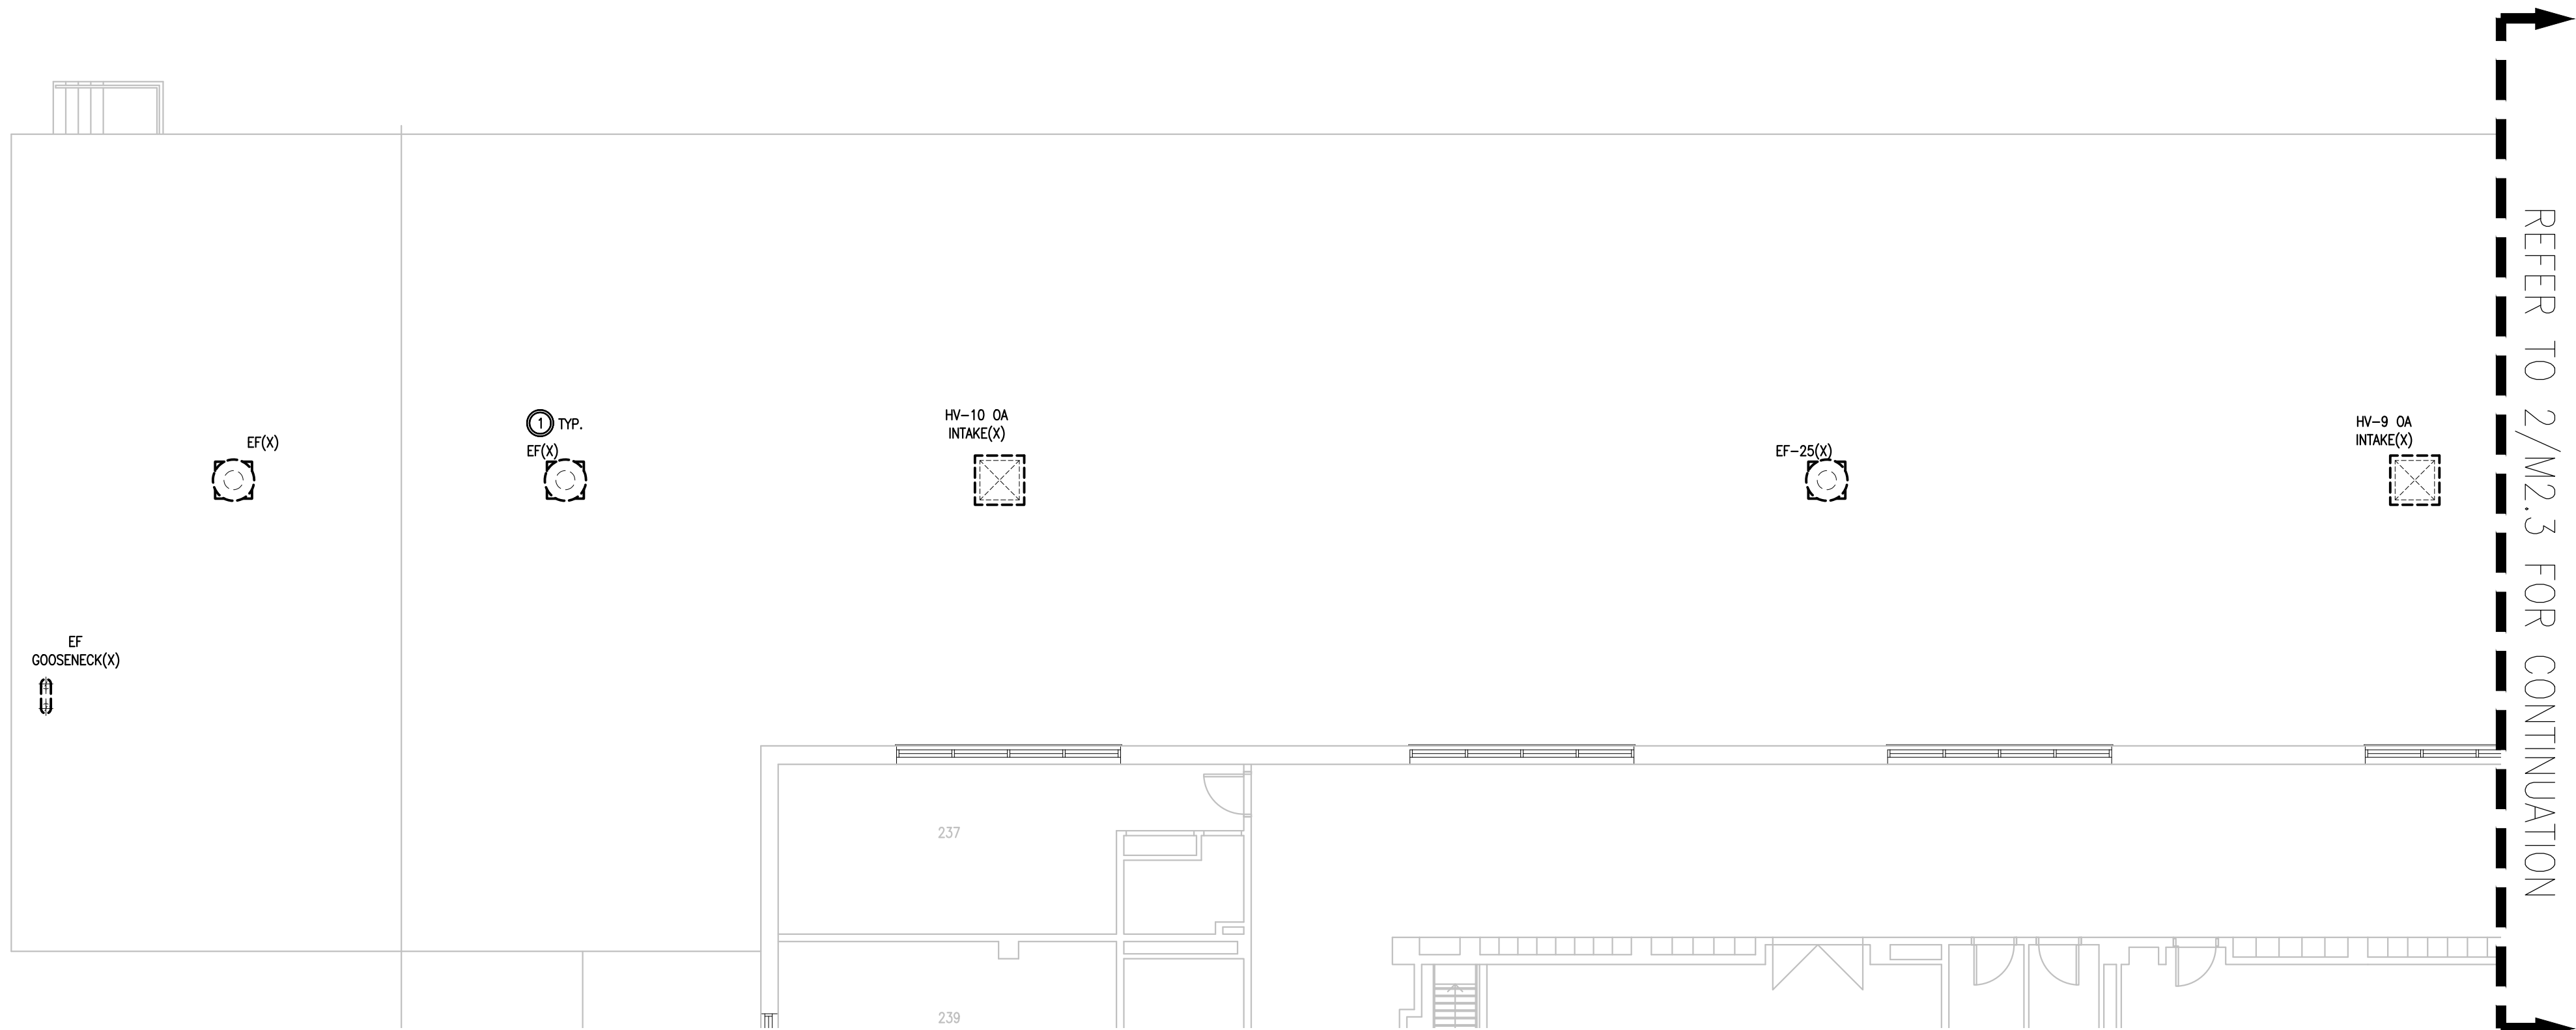 HV-10 OA
INTAKE(X)
HV-9 OA
INTAKE(X)
1 TYP.
EF(X)
EF(X)
EF-25(X)
EF
GOOSENECK(X)
237
239
REFER TO 2/M2.3 FOR CONTINUATION